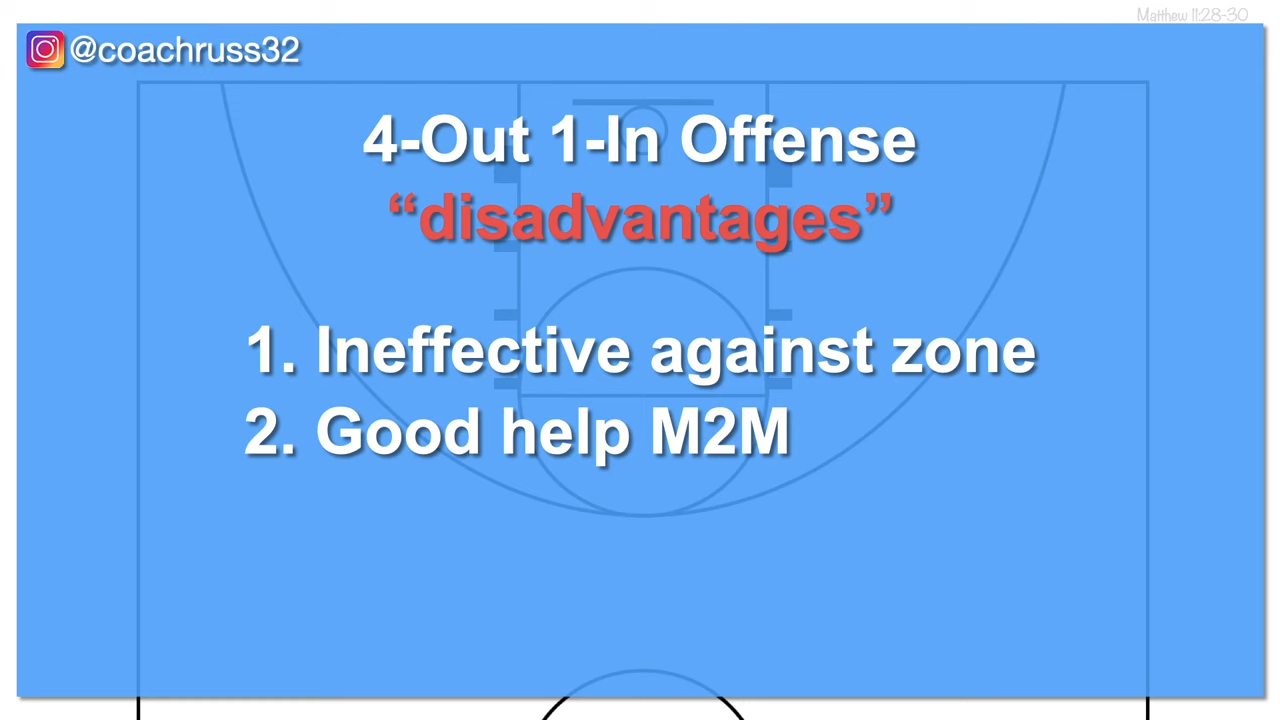 Matthew 11:28-30
@coachruss32
4-Out 1-In Offense
“disadvantages”
1. Ineffective against zone
2. Good help M2M